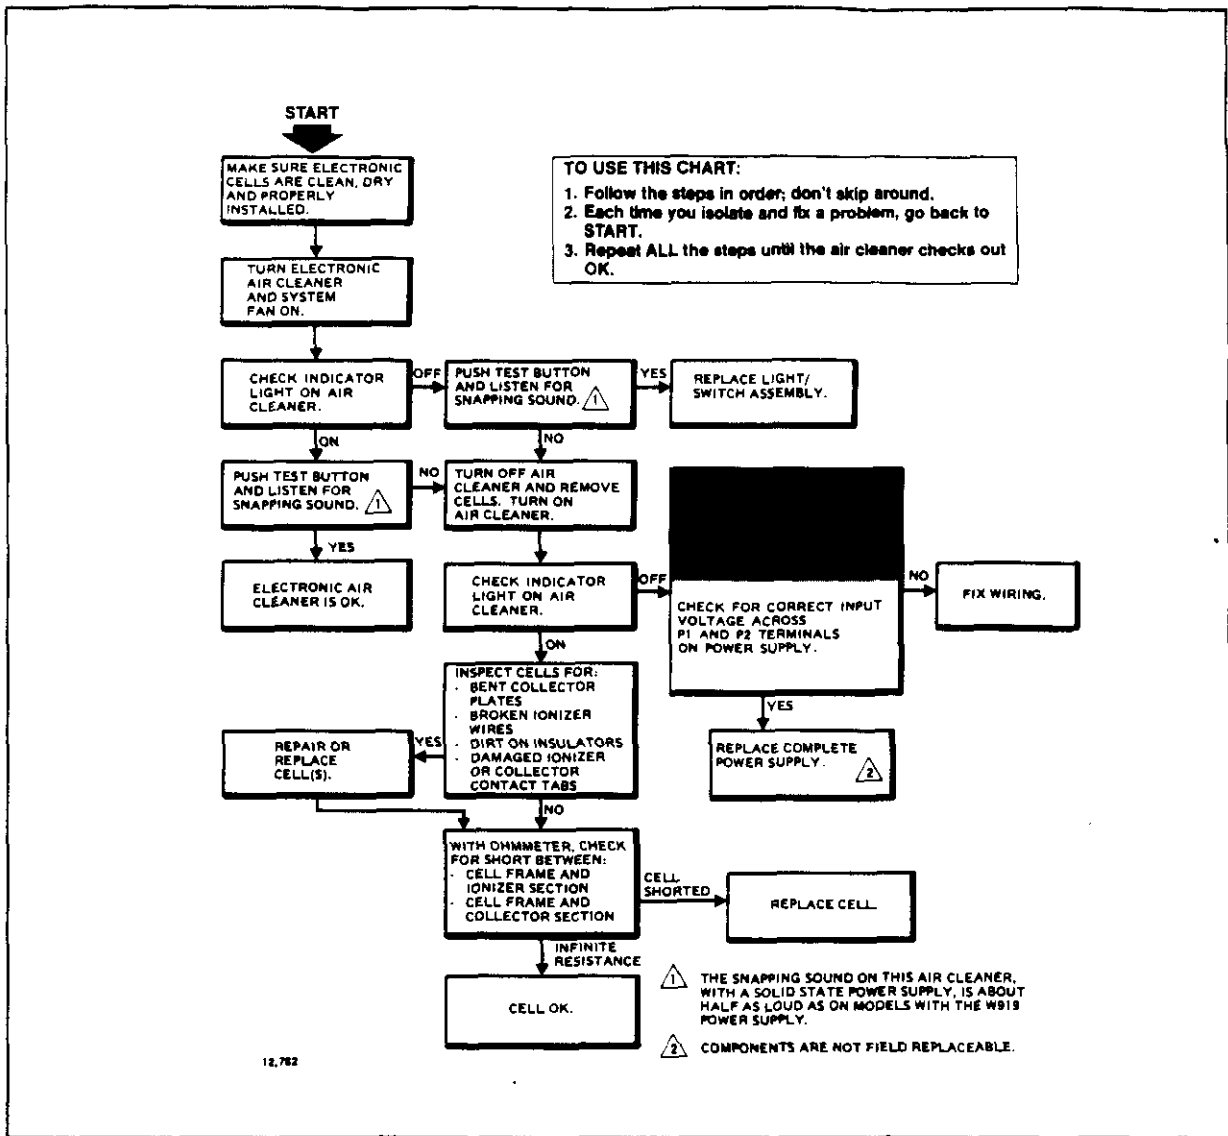 START
MAKE SURE ELECTRONIC
CELLS ARE CLEAN, DRY
AND PROPERLY
INSTALLED.
TO USE THIS CHART:
1. Follow the steps in order; don't skip around.
2. Each time you isolate and fix a problem, go back to
START.
3. Repeat ALL the steps until the air cleaner checks out
OK.
TURN ELECTRONIC
AIR CLEANER
AND SYSTEM
FAN ON.
CHECK INDICATOR
LIGHT ON AIR
CLEANER.
OFF
PUSH TEST BUTTON
AND LISTEN FOR
SNAPPING SOUND. 1
YES
REPLACE LIGHT/
SWITCH ASSEMBLY.
ON
NO
PUSH TEST BUTTON
AND LISTEN FOR
SNAPPING SOUND. 1
NO
TURN OFF AIR
CLEANER AND REMOVE
CELLS. TURN ON
AIR CLEANER.
YES
ELECTRONIC AIR
CLEANER IS OK.
CHECK INDICATOR
LIGHT ON AIR
CLEANER.
OFF
CHECK FOR CORRECT INPUT
VOLTAGE ACROSS
P1 AND P2 TERMINALS
ON POWER SUPPLY.
NO
FIX WIRING.
ON
YES
INSPECT CELLS FOR:
· BENT COLLECTOR
PLATES
· BROKEN IONIZER
WIRES
· DIRT ON INSULATORS
· DAMAGED IONIZER
OR COLLECTOR
CONTACT TABS
YES
REPAIR OR
REPLACE
CELL(S).
REPLACE COMPLETE
POWER SUPPLY. 2
NO
WITH OHMMETER, CHECK
FOR SHORT BETWEEN:
· CELL FRAME AND
IONIZER SECTION
· CELL FRAME AND
COLLECTOR SECTION
CELL
SHORTED
REPLACE CELL.
INFINITE
RESISTANCE
CELL OK.
1 THE SNAPPING SOUND ON THIS AIR CLEANER,
WITH A SOLID STATE POWER SUPPLY, IS ABOUT
HALF AS LOUD AS ON MODELS WITH THE W919
POWER SUPPLY.
2 COMPONENTS ARE NOT FIELD REPLACEABLE.
12,762